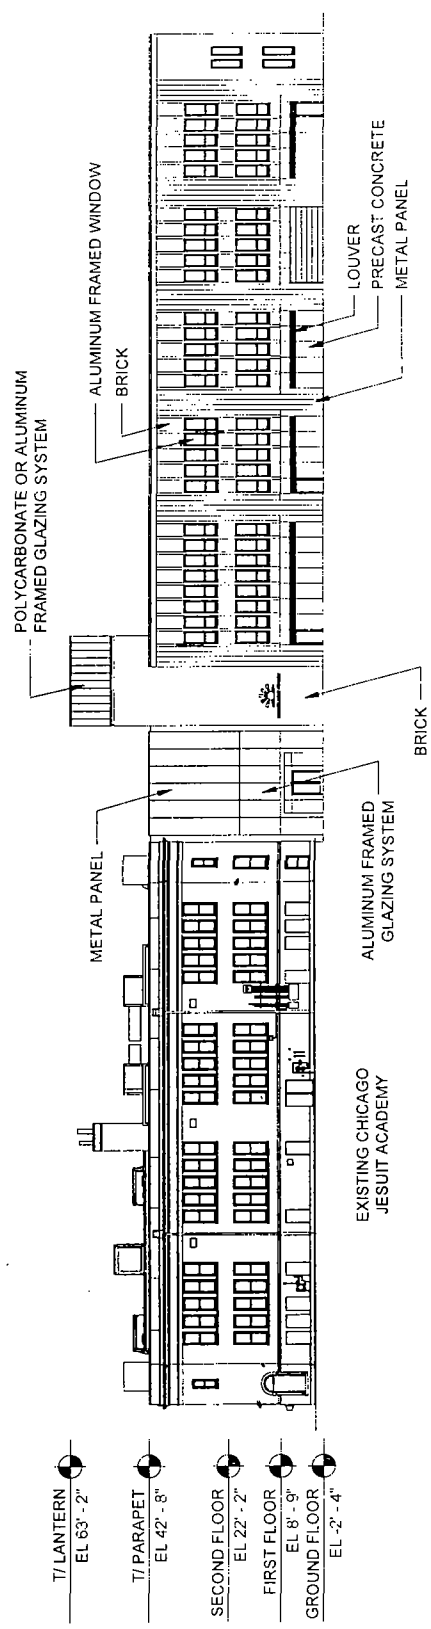 T/ LANTERN
EL 63' - 2"
T/ PARAPET
EL 42' - 8"
SECOND FLOOR
EL 22' - 2"
FIRST FLOOR
EL 8' - 9"
GROUND FLOOR
EL -2' - 4"
METAL PANEL
POLYCARBONATE OR ALUMINUM
FRAMED GLAZING SYSTEM
ALUMINUM FRAMED WINDOW
BRICK
EXISTING CHICAGO
JESUIT ACADEMY
ALUMINUM FRAMED
GLAZING SYSTEM
BRICK
LOUVER
PRECAST CONCRETE
METAL PANEL